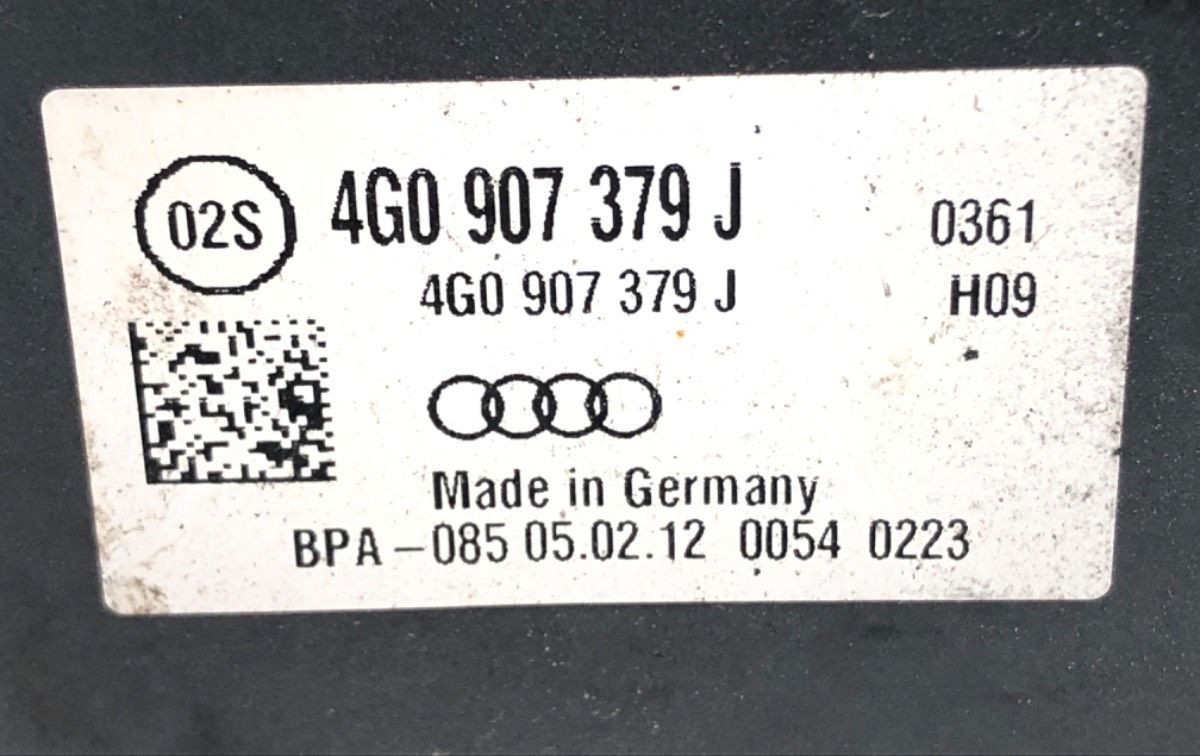 02S 4G0 907 379 J 0361
4G0 907 379 J H09
Made in Germany
BPA-085 05.02.12 0054 0223